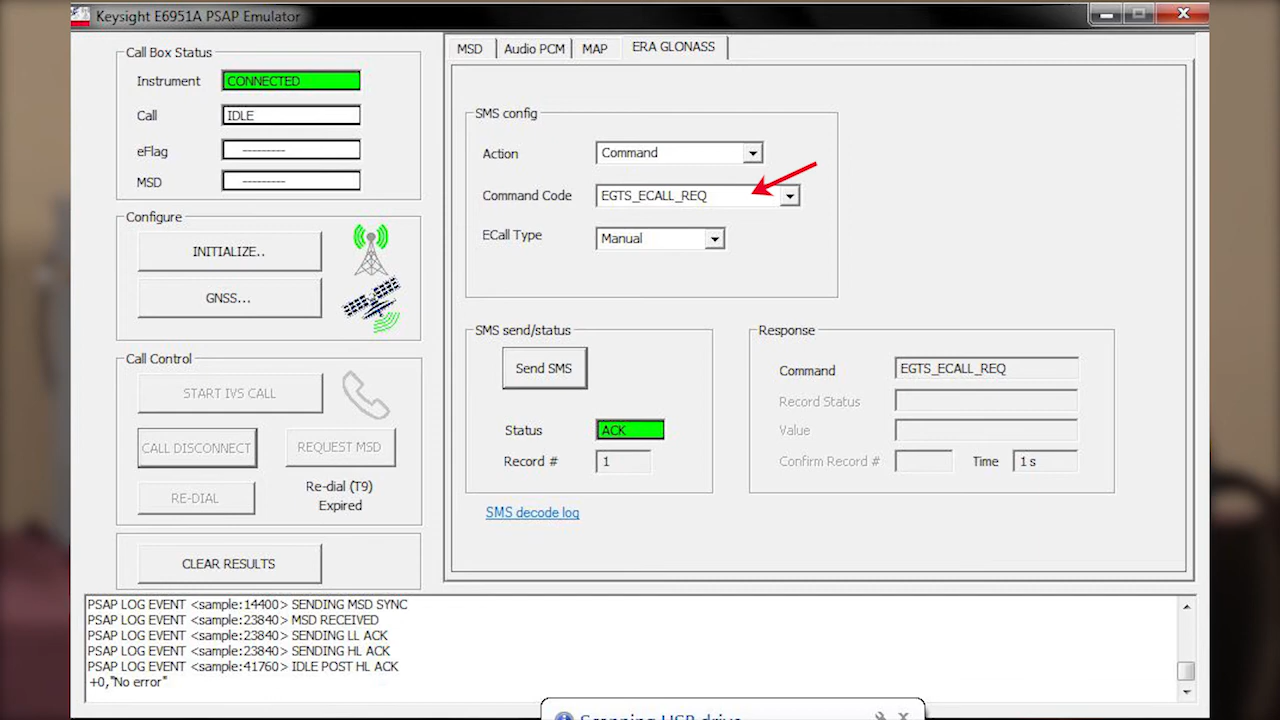 Keysight E6951A PSAP Emulator
Call Box Status
Instrument CONNECTED
Call IDLE
eFlag ---------
MSD ---------
Configure
INITIALIZE..
GNSS...
Call Control
START IVS CALL
CALL DISCONNECT REQUEST MSD
RE-DIAL Re-dial (T9)
Expired
CLEAR RESULTS
MSD Audio PCM MAP ERA GLONASS
SMS config
Action Command
Command Code EGTS_ECALL_REQ
ECall Type Manual
SMS send/status
Send SMS
Status ACK
Record # 1
SMS decode log
Response
Command EGTS_ECALL_REQ
Record Status
Value
Confirm Record # Time 1 s
PSAP LOG EVENT <sample:14400> SENDING MSD SYNC
PSAP LOG EVENT <sample:23840> MSD RECEIVED
PSAP LOG EVENT <sample:23840> SENDING LL ACK
PSAP LOG EVENT <sample:23840> SENDING HL ACK
PSAP LOG EVENT <sample:41760> IDLE POST HL ACK
+0,"No error"
Scanning USB drive